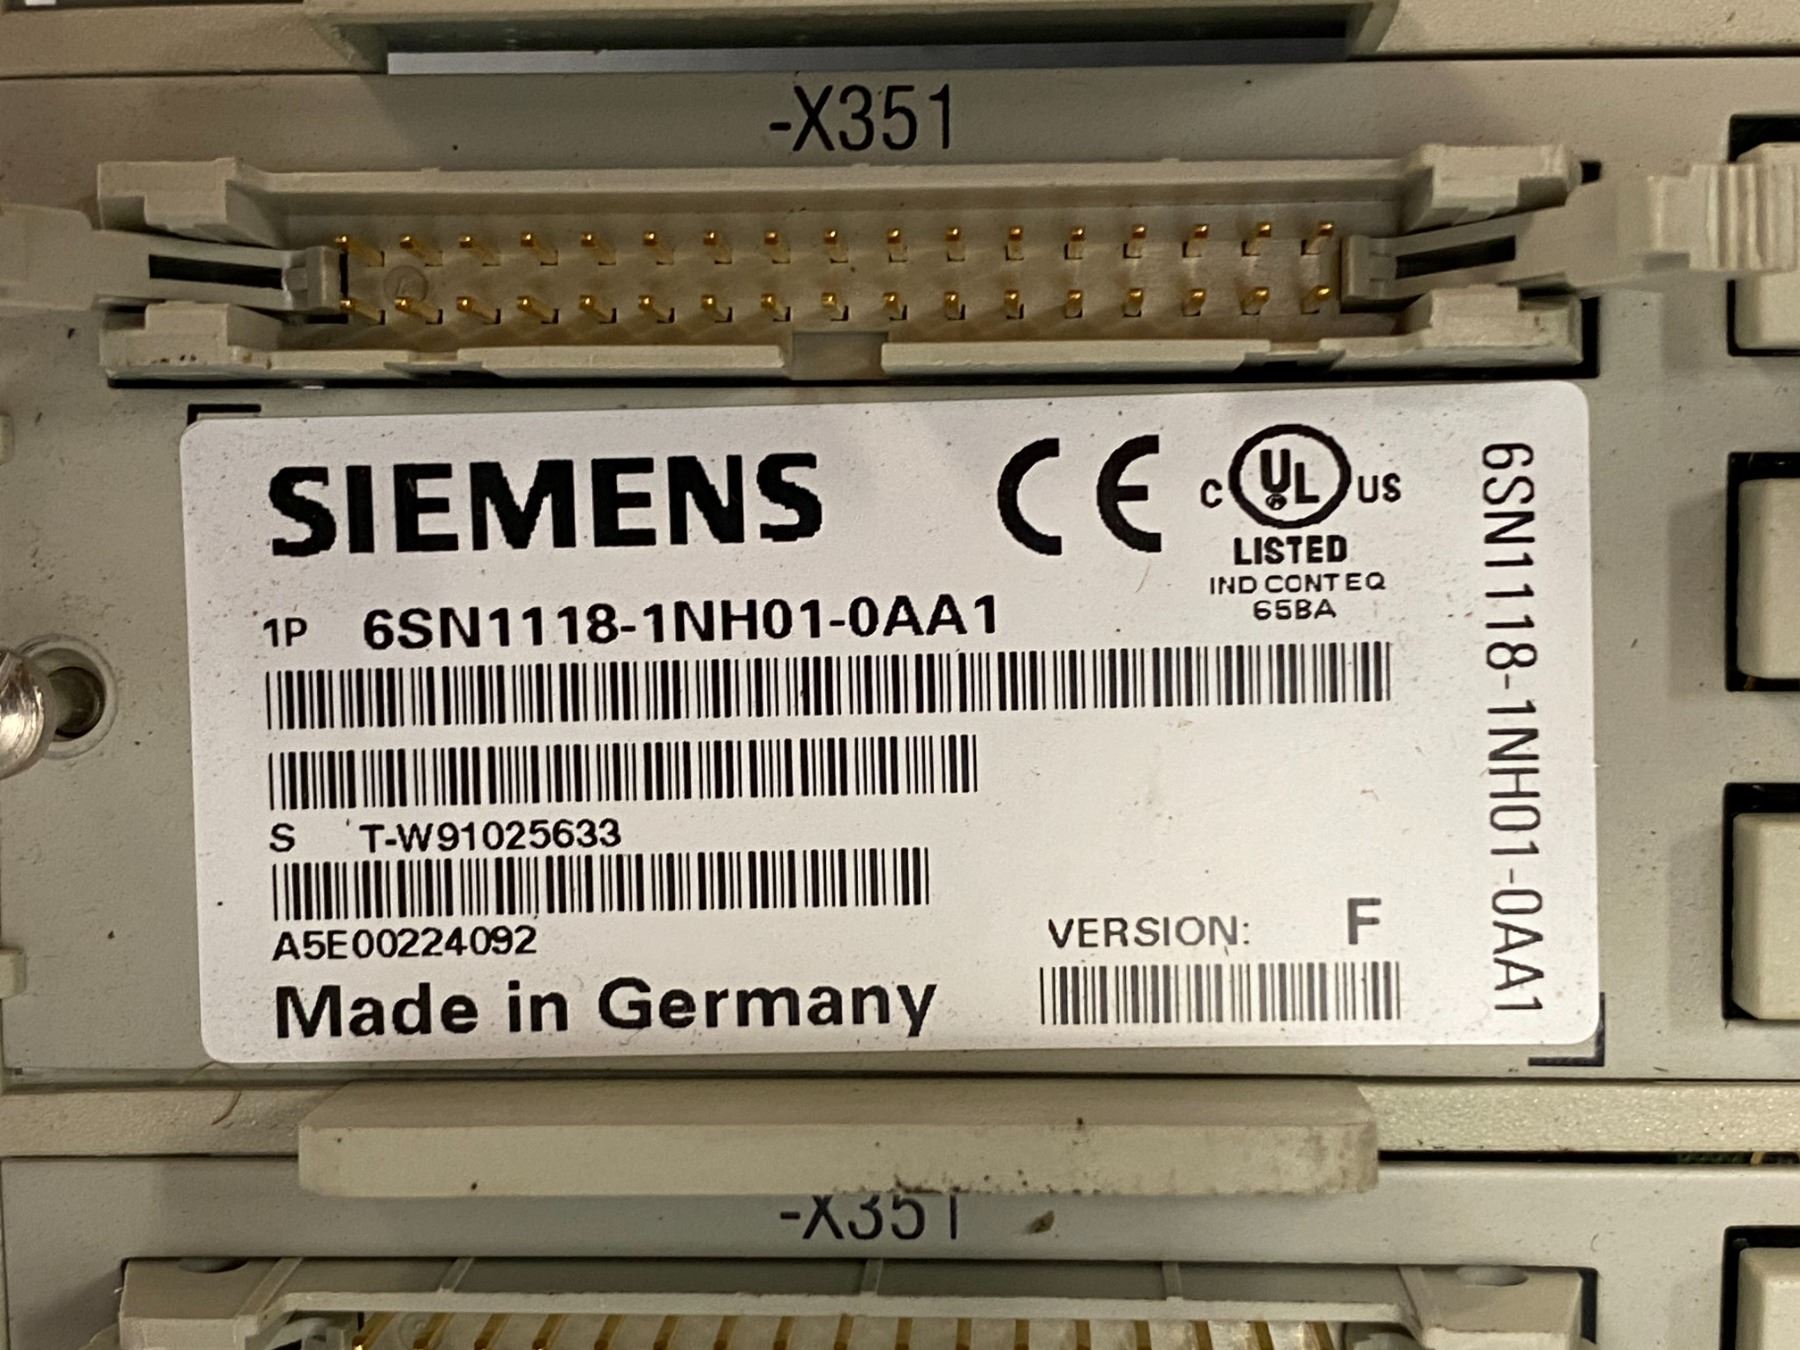 -X351
SIEMENS
CE
C UL US
LISTED
IND CONT EQ
65BA
1P 6SN1118-1NH01-0AA1
S T-W91025633
A5E00224092
VERSION: F
Made in Germany
6SN1118-1NH01-0AA1
-X351